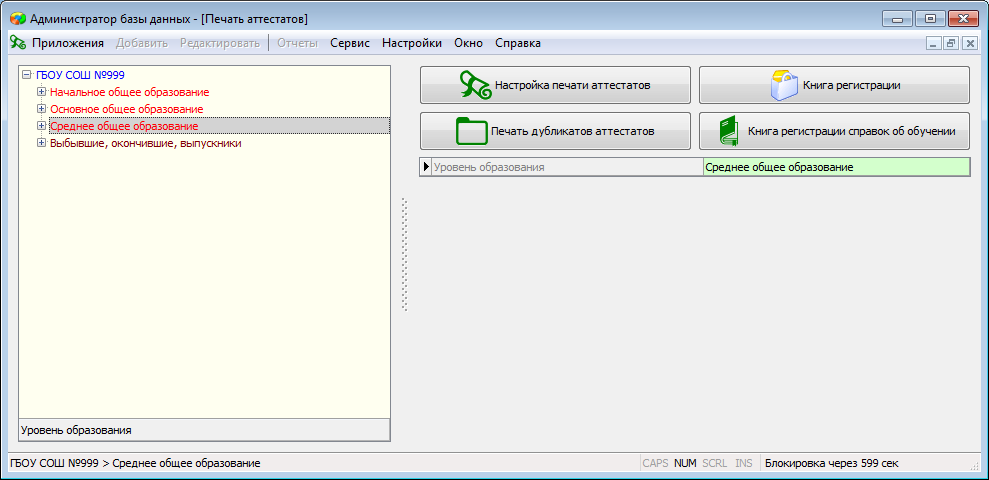 Администратор базы данных - [Печать аттестатов]
Приложения Добавить Редактировать Отчеты Сервис Настройки Окно Справка
ГБОУ СОШ №999
Начальное общее образование
Основное общее образование
Среднее общее образование
Выбывшие, окончившие, выпускники
Уровень образования
Настройка печати аттестатов
Книга регистрации
Печать дубликатов аттестатов
Книга регистрации справок об обучении
Уровень образования Среднее общее образование
ГБОУ СОШ №999 > Среднее общее образование CAPS NUM SCRL INS Блокировка через 599 сек